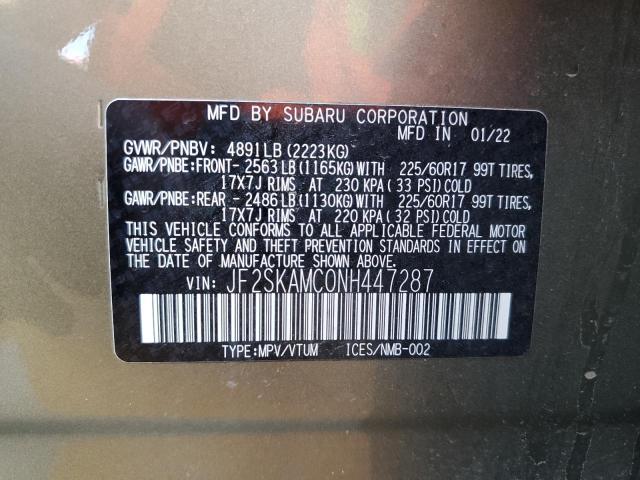 MFD BY SUBARU CORPORATION
MFD IN 01/22
GVWR/PNBV: 4891LB (2223KG)
GAWR/PNBE:FRONT- 2563LB (1165KG) WITH 225/60R17 99T TIRES,
17X7J RIMS AT 230 KPA (33 PSI) COLD
GAWR/PNBE:REAR - 2486LB (1130KG) WITH 225/60R17 99T TIRES,
17X7J RIMS AT 220 KPA (32 PSI) COLD
THIS VEHICLE CONFORMS TO ALL APPLICABLE FEDERAL MOTOR
VEHICLE SAFETY AND THEFT PREVENTION STANDARDS IN EFFECT ON
THE DATE OF MANUFACTURE SHOWN ABOVE.
VIN: JF2SKAMC0NH447287
TYPE:MPV/VTUM ICES/NMB-002